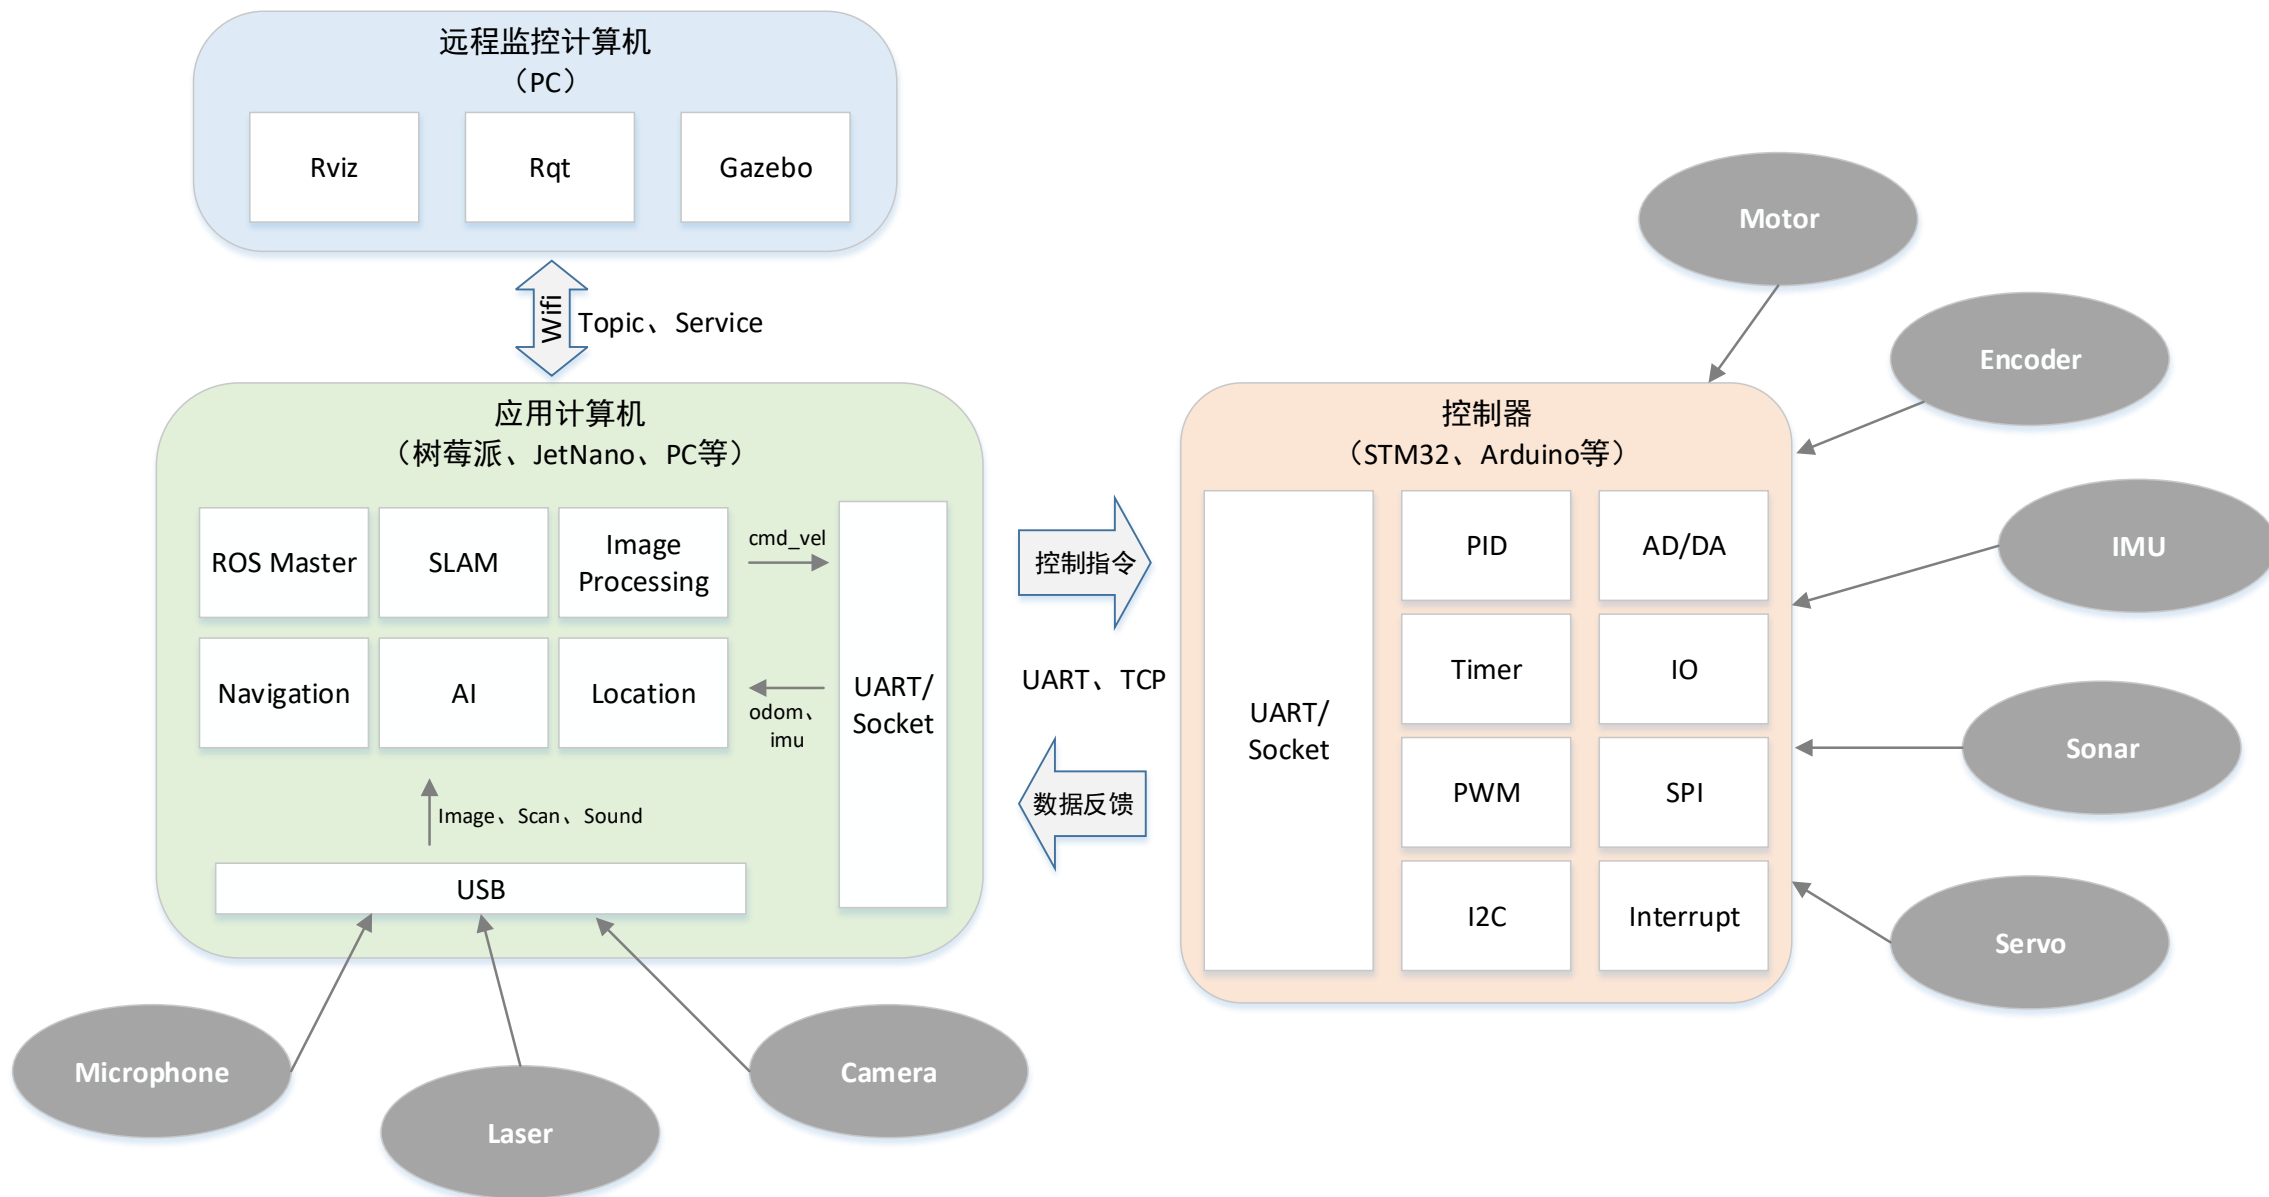 远程监控计算机
（PC）
Rviz
Rqt
Gazebo
Wifi
Topic、Service
应用计算机
（树莓派、JetNano、PC等）
ROS Master
SLAM
Image
Processing
cmd_vel
Navigation
AI
Location
odom、
imu
UART/
Socket
Image、Scan、Sound
USB
Microphone
Laser
Camera
控制指令
UART、TCP
数据反馈
控制器
（STM32、Arduino等）
UART/
Socket
PID
AD/DA
Timer
IO
PWM
SPI
I2C
Interrupt
Motor
Encoder
IMU
Sonar
Servo